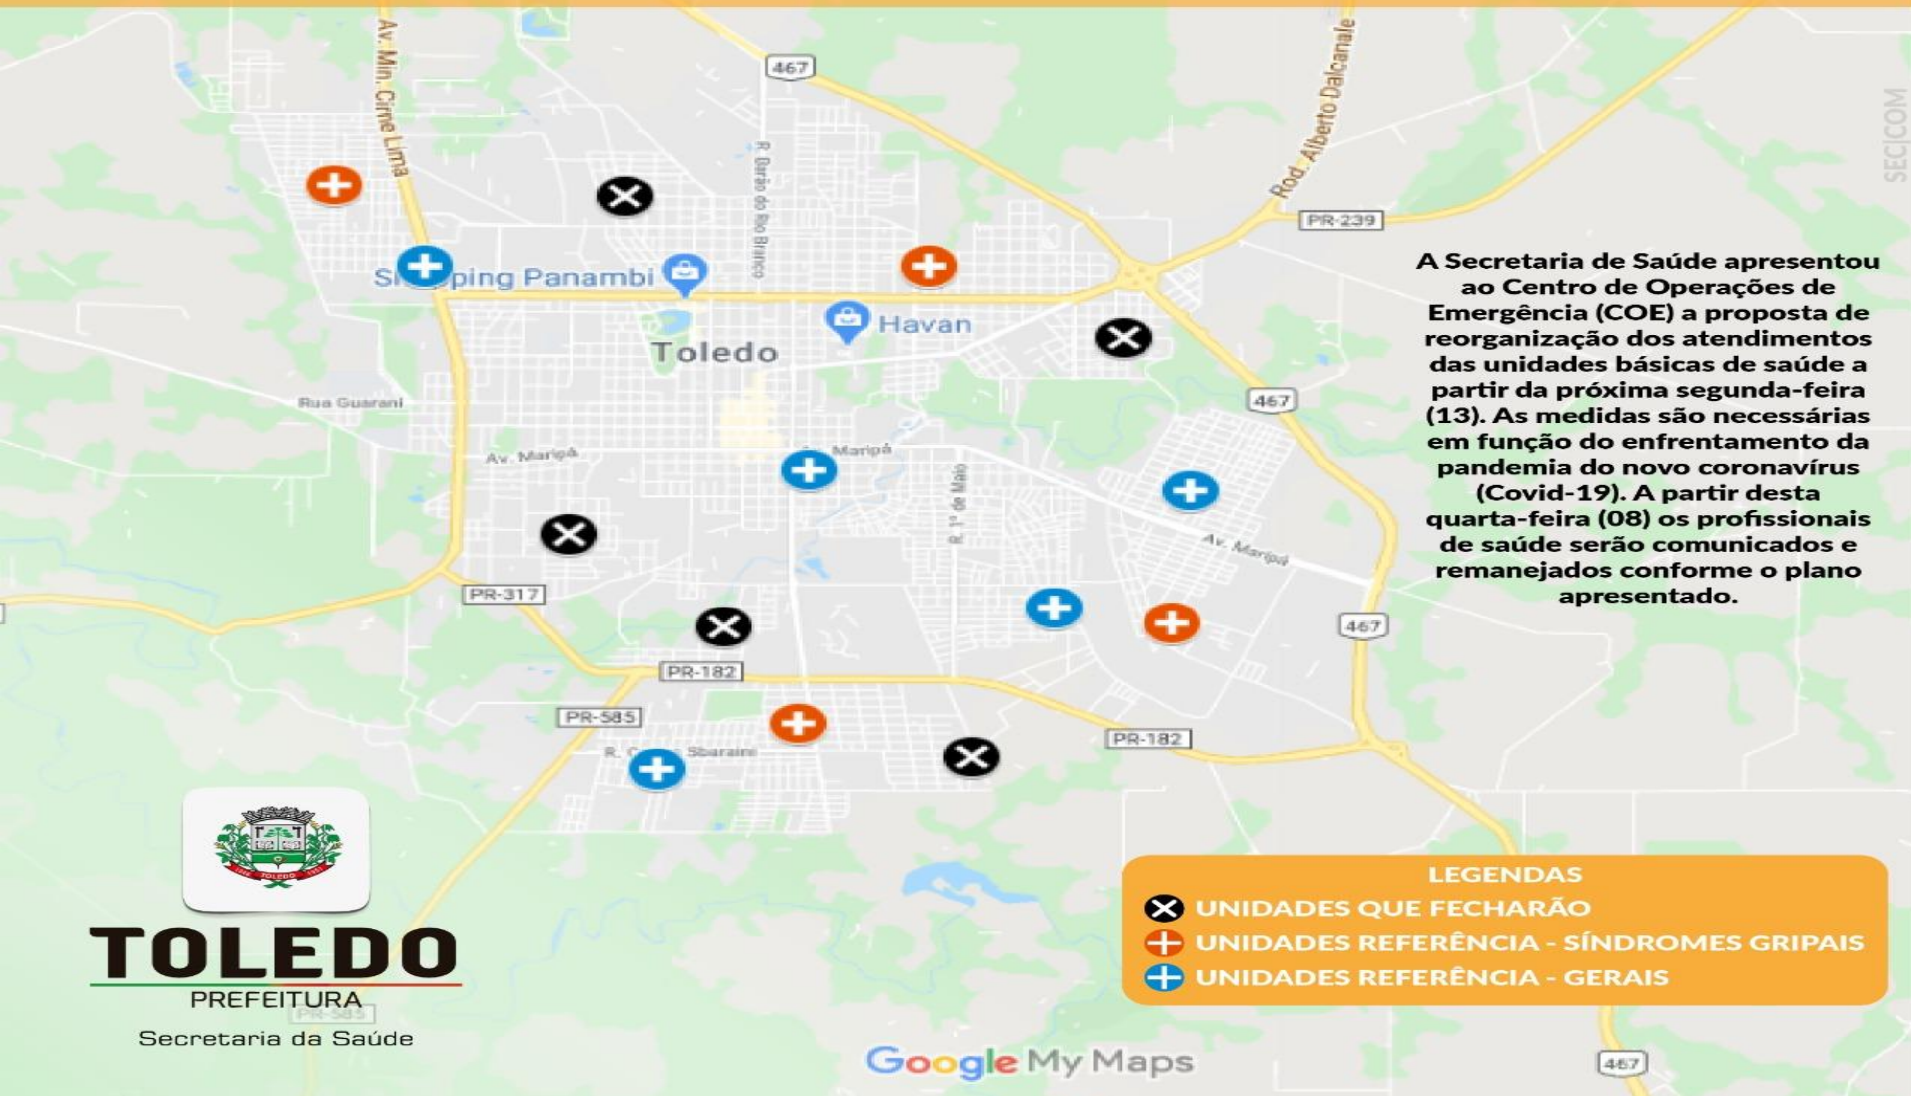 467
Av. Min. Cirne Lima
Rod. Alberto Dalcanale
SEC|COM
R. Barão do Rio Branco
PR-239
Shopping Panambi
Havan
Toledo
A Secretaria de Saúde apresentou
ao Centro de Operações de
Emergência (COE) a proposta de
reorganização dos atendimentos
das unidades básicas de saúde a
partir da próxima segunda-feira
(13). As medidas são necessárias
em função do enfrentamento da
pandemia do novo coronavírus
(Covid-19). A partir desta
quarta-feira (08) os profissionais
de saúde serão comunicados e
remanejados conforme o plano
apresentado.
Rua Guarani
467
Av. Maripá
Maripá
R. 1º de Maio
Av. Maripá
PR-317
467
PR-182
PR-585
R. Sbaraini
PR-182
TOLEDO
TOLEDO
PREFEITURA
PR-585
Secretaria da Saúde
LEGENDAS
UNIDADES QUE FECHARÃO
UNIDADES REFERÊNCIA - SÍNDROMES GRIPAIS
UNIDADES REFERÊNCIA - GERAIS
Google My Maps
467